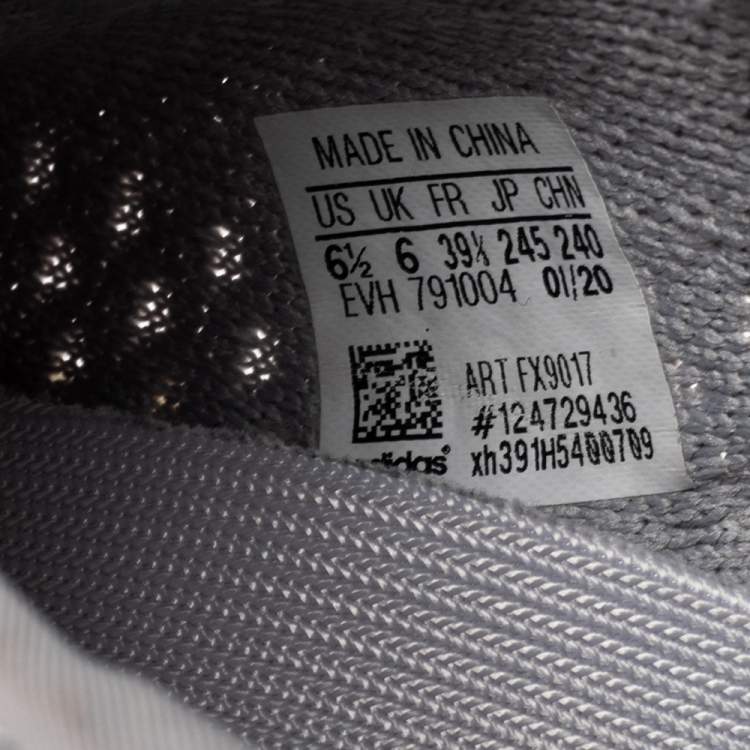 MADE IN CHINA
US UK FR JP CHN
6½ 6 39⅓ 245 240
EVH 791004 01/20
ART FX9017
#124729436
xh391H5400709
adidas®